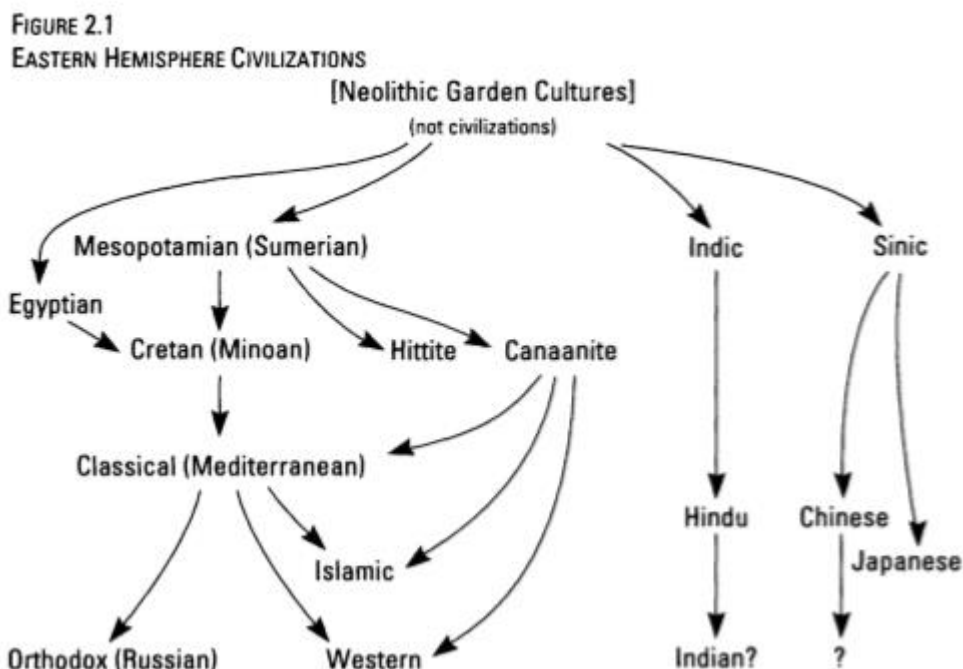 FIGURE 2.1
EASTERN HEMISPHERE CIVILIZATIONS
[Neolithic Garden Cultures]
(not civilizations)
Mesopotamian (Sumerian)
Indic
Sinic
Egyptian
Cretan (Minoan)
Hittite
Canaanite
Classical (Mediterranean)
Hindu
Chinese
Japanese
Islamic
Orthodox (Russian)
Western
Indian?
?